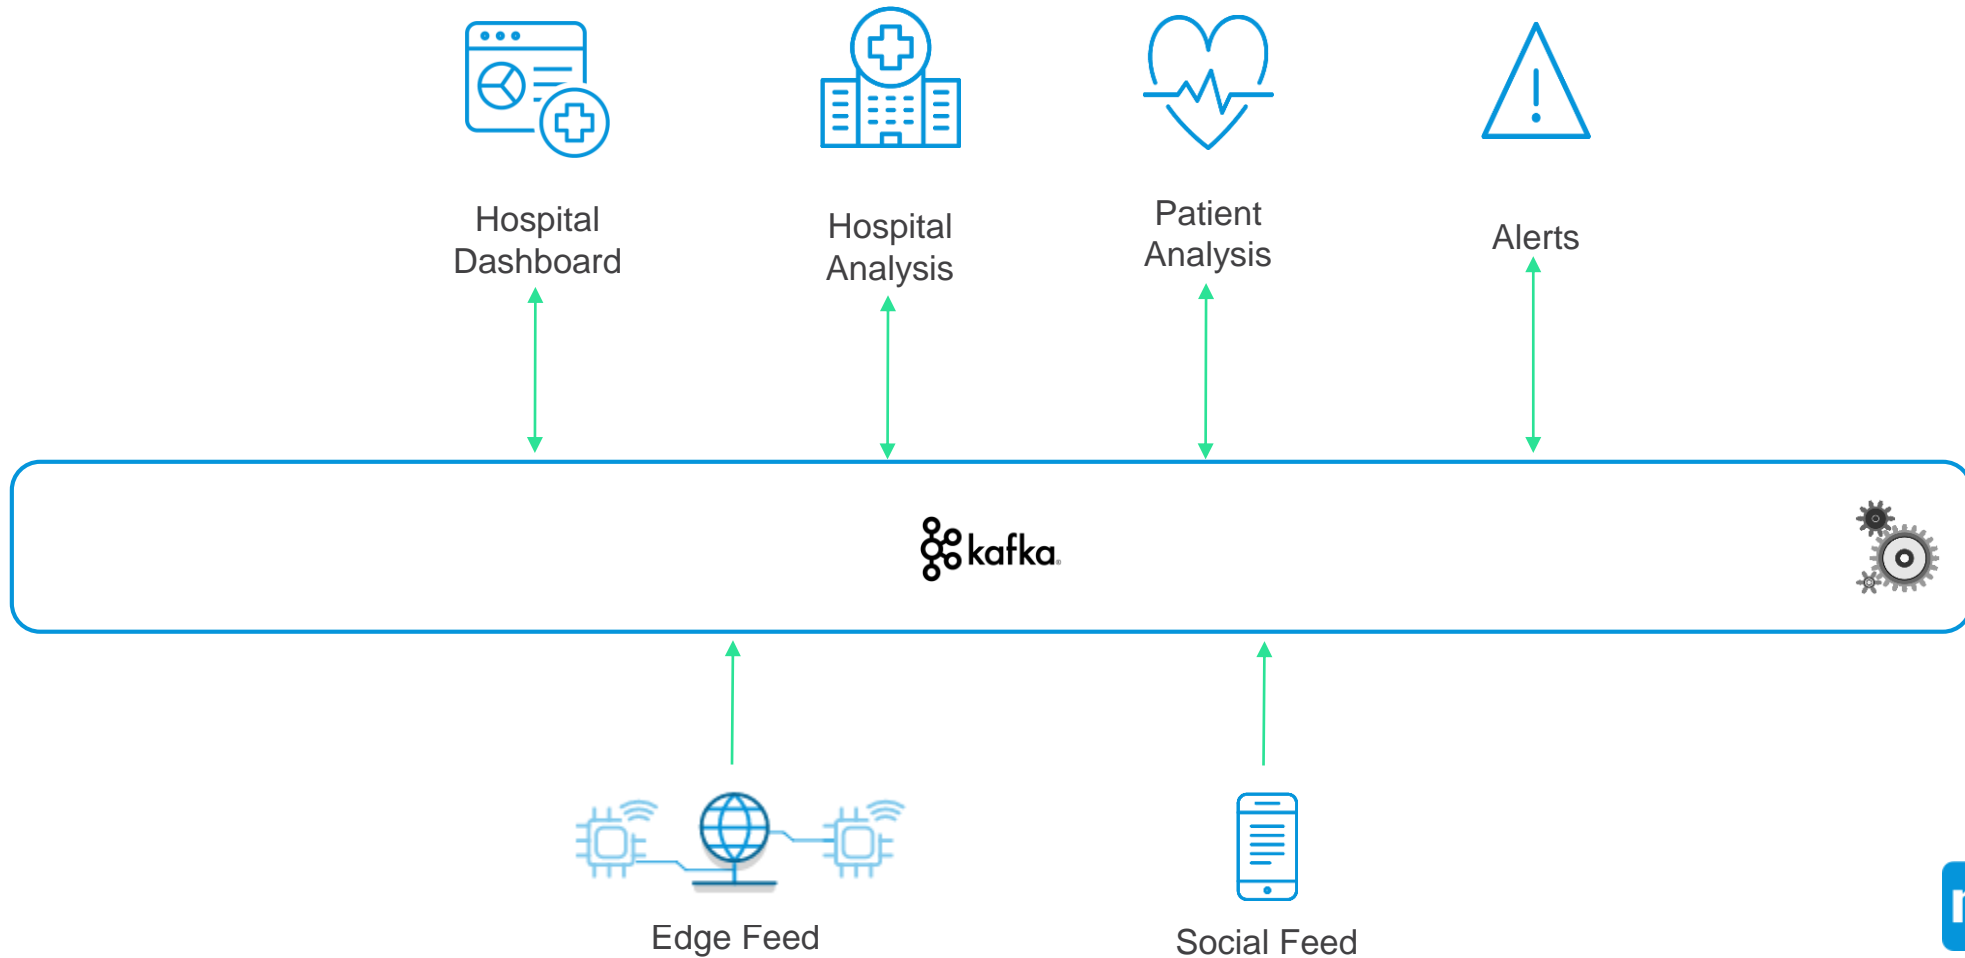 Hospital
Dashboard
Hospital
Analysis
Patient
Analysis
Alerts
kafka
Edge Feed
Social Feed